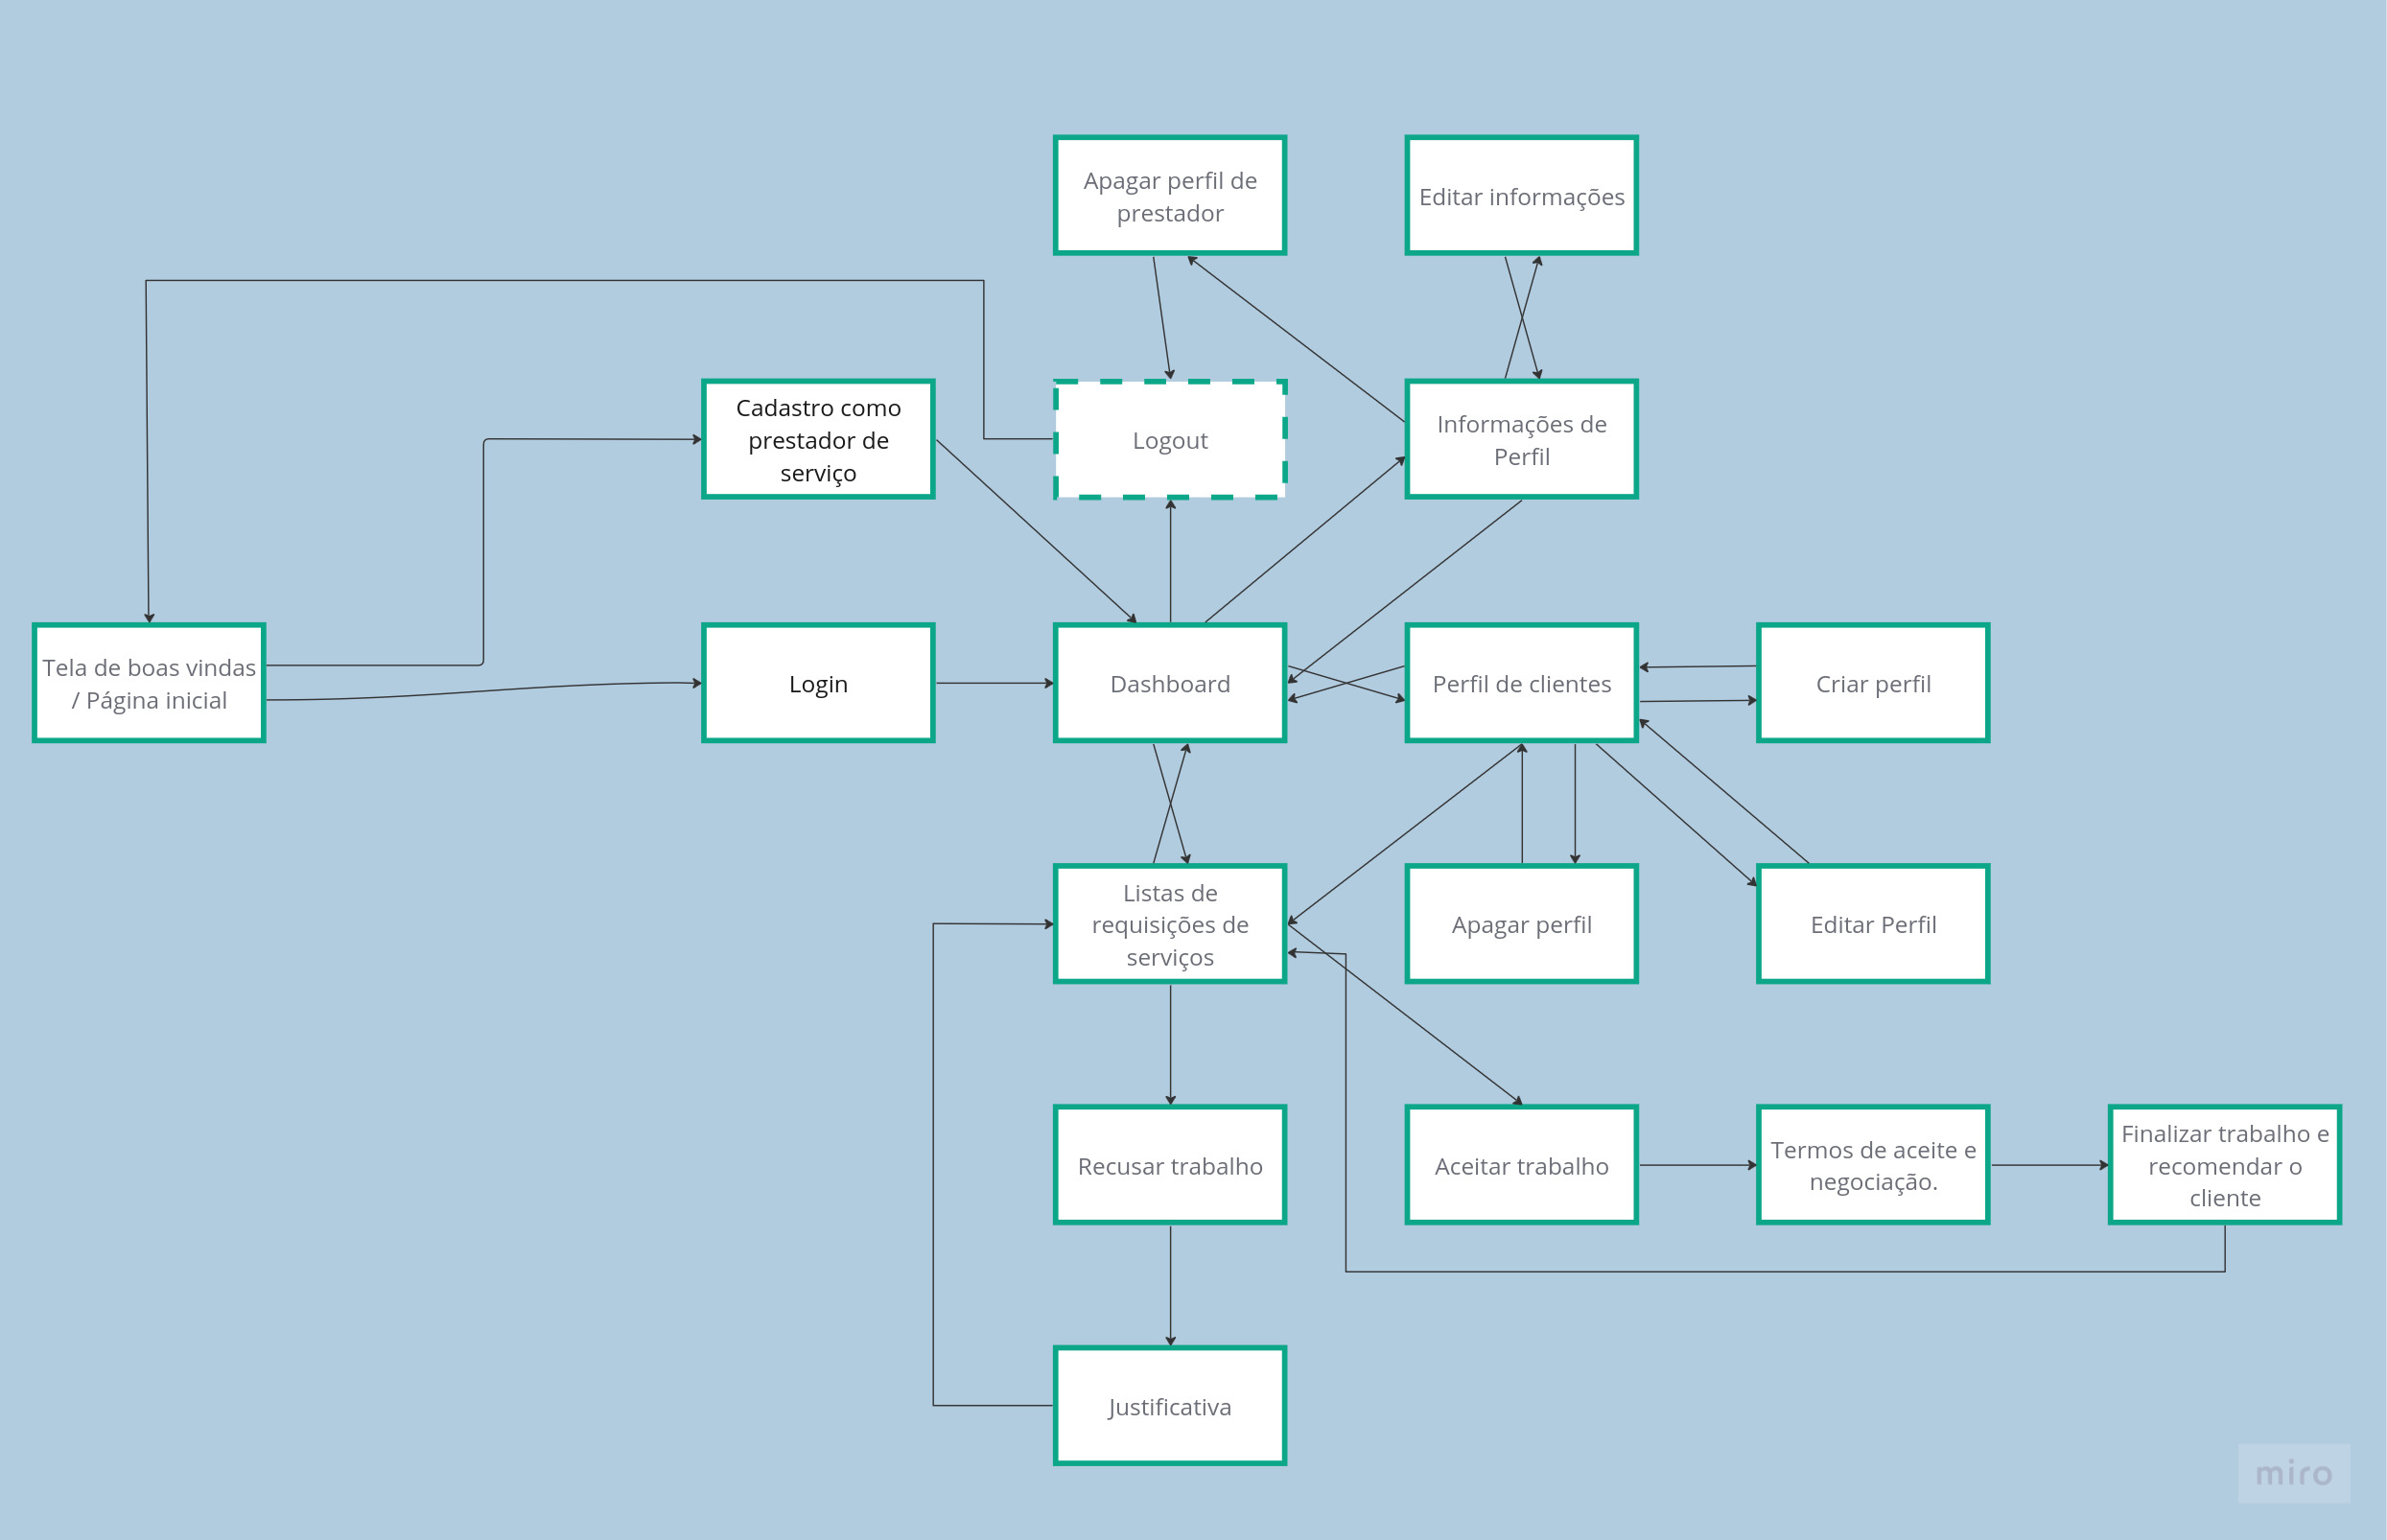 Apagar perfil de
prestador
Editar informações
Cadastro como
prestador de
serviço
Logout
Informações de
Perfil
Tela de boas vindas
/ Página inicial
Login
Dashboard
Perfil de clientes
Criar perfil
Listas de
requisições de
serviços
Apagar perfil
Editar Perfil
Recusar trabalho
Aceitar trabalho
Termos de aceite e
negociação.
Finalizar trabalho e
recomendar o
cliente
Justificativa
miro